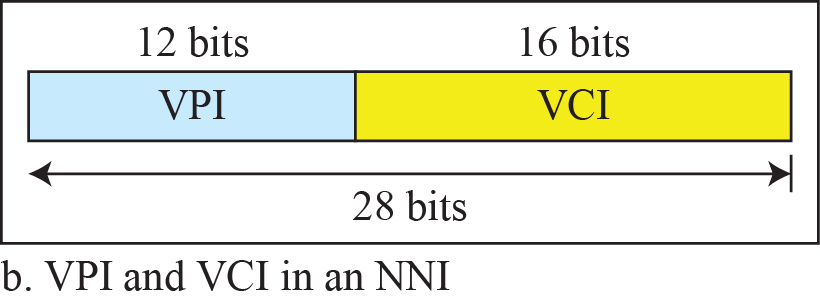 12 bits 16 bits
VPI VCI
28 bits
b. VPI and VCI in an NNI